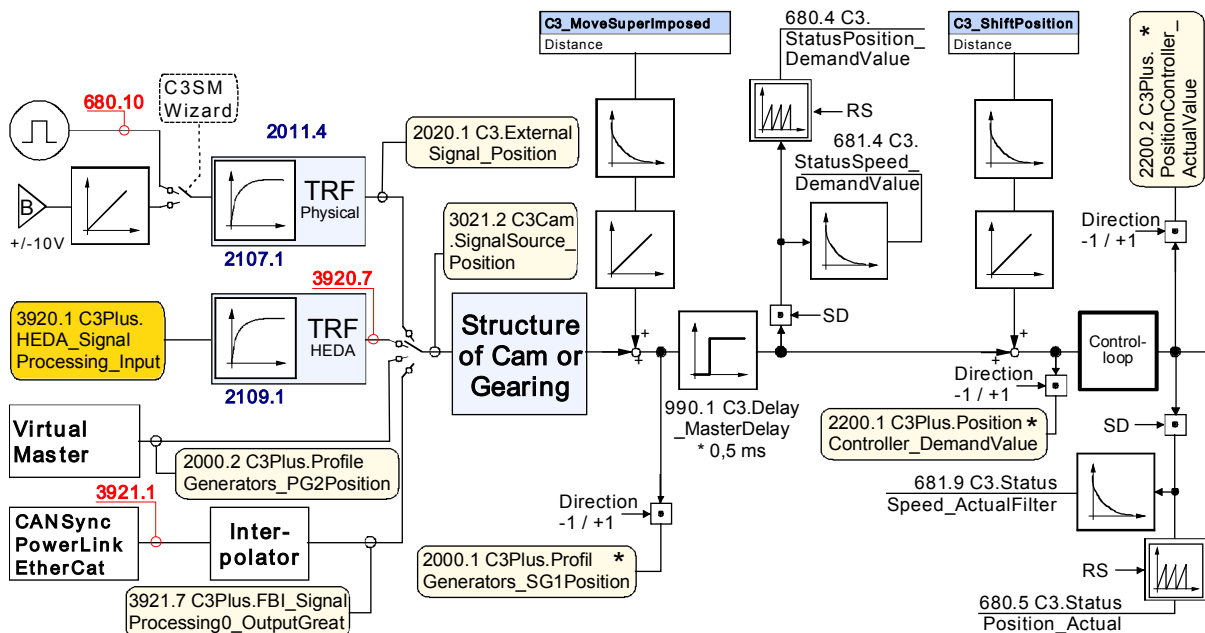 C3_MoveSuperImposed
Distance
680.4 C3.
StatusPosition_
DemandValue
C3_ShiftPosition
Distance
2200.2 C3Plus. *
PositionController_
ActualValue
C3SM
Wizard
680.10
2011.4
2020.1 C3.External
Signal_Position
RS
681.4 C3.
StatusSpeed_
DemandValue
TRF
Physical
B
+/-10V
2107.1
3021.2 C3Cam
.SignalSource_
Position
Direction
-1 / +1
3920.7
3920.1 C3Plus.
HEDA_Signal
Processing_Input
TRF
HEDA
2109.1
Structure
of Cam or
Gearing
+
+
SD
+
+
Control-
loop
Direction
-1 / +1
990.1 C3.Delay
_MasterDelay
* 0,5 ms
2200.1 C3Plus.Position *
Controller_DemandValue
SD
Virtual
Master
2000.2 C3Plus.Profile
Generators_PG2Position
681.9 C3.Status
Speed_ActualFilter
3921.1
CANSync
PowerLink
EtherCat
Inter-
polator
Direction
-1 / +1
2000.1 C3Plus.Profil *
Generators_SG1Position
RS
3921.7 C3Plus.FBI_Signal
Processing0_OutputGreat
680.5 C3.Status
Position_Actual